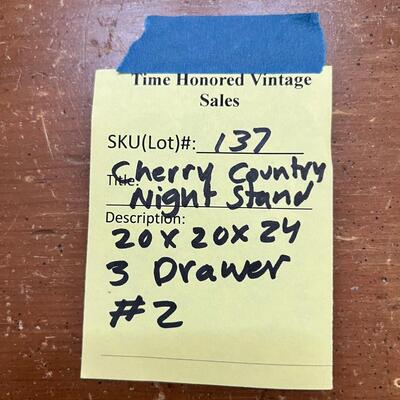 Time Honored Vintage
Sales
SKU(Lot)#: 137
Cherry Country
Title: Night Stand
Description:
20 x 20 x 24
3 Drawer
#2